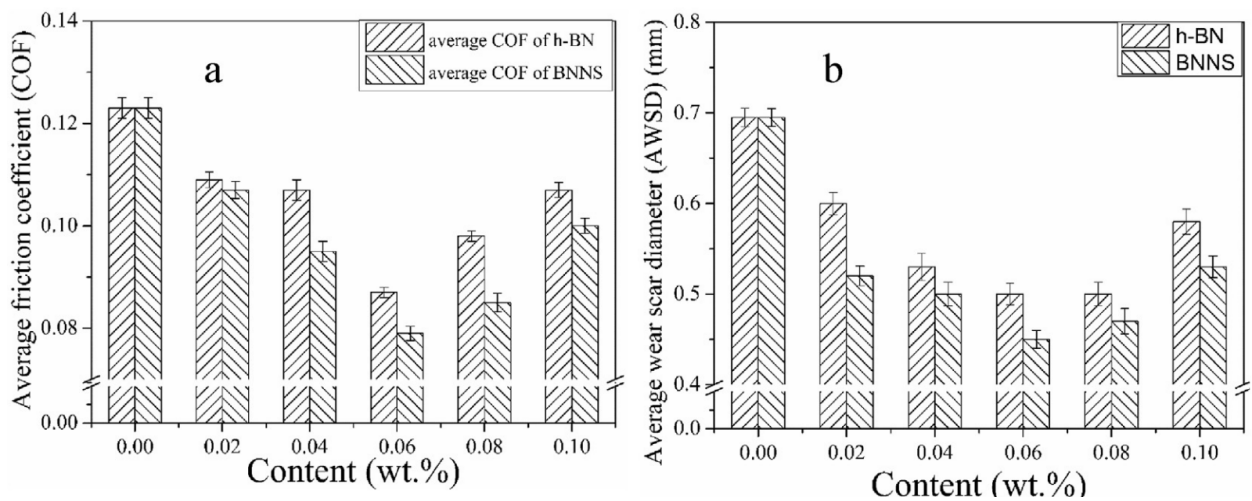 0.14
0.12
0.10
0.08
0.00
Average friction coefficient (COF)
a
average COF of h-BN
average COF of BNNS
0.00 0.02 0.04 0.06 0.08 0.10
Content (wt.%)
0.8
0.7
0.6
0.5
0.4
0.0
Average wear scar diameter (AWSD) (mm)
b
h-BN
BNNS
0.00 0.02 0.04 0.06 0.08 0.10
Content (wt.%)